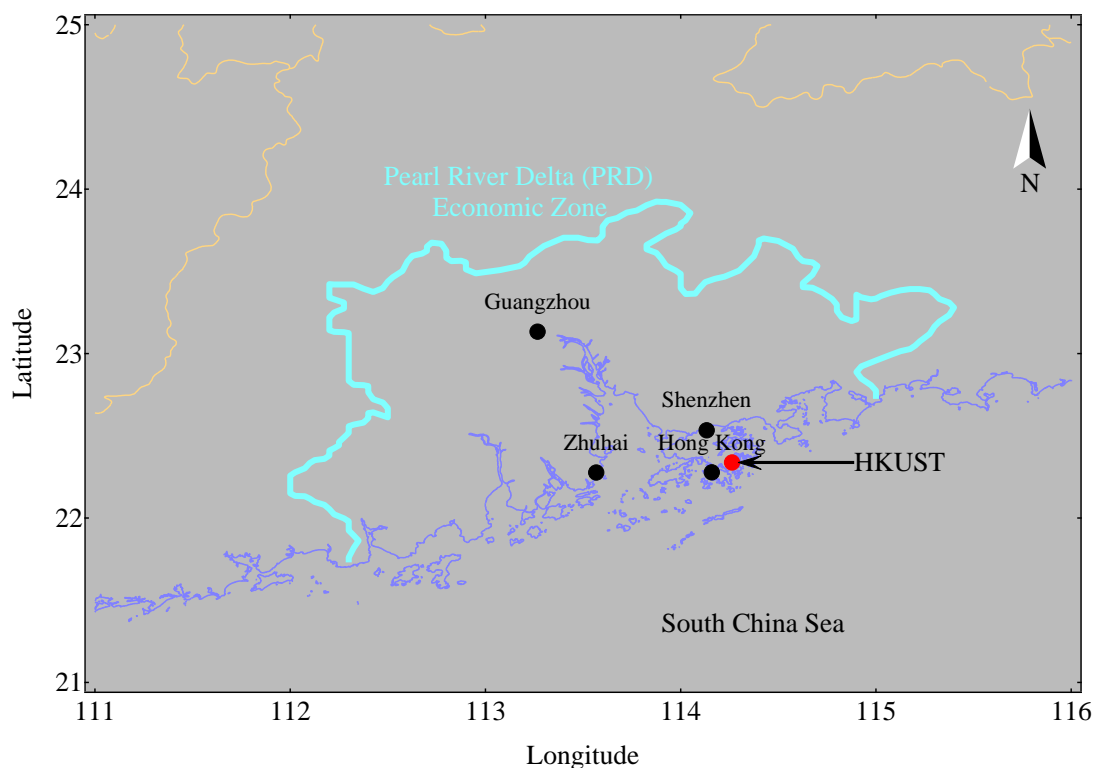 25
24
23
22
21
Latitude
Pearl River Delta (PRD)
Economic Zone
N
Guangzhou
Shenzhen
Zhuhai
Hong Kong
HKUST
South China Sea
111
112
113
114
115
116
Longitude